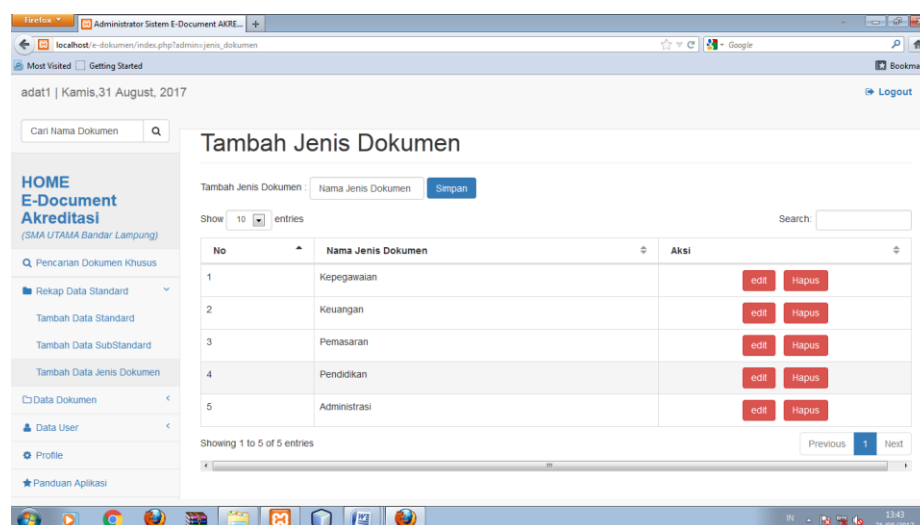 Firefox
Administrator Sistem E-Document AKRE...
localhost/e-dokumen/index.php?admin=jenis_dokumen
Google
Most Visited Getting Started
Bookma
adat1 | Kamis,31 August, 2017
Logout
Cari Nama Dokumen
Tambah Jenis Dokumen
HOME
E-Document
Akreditasi
(SMA UTAMA Bandar Lampung)
Tambah Jenis Dokumen : Nama Jenis Dokumen Simpan
Show 10 entries
Search:
No Nama Jenis Dokumen Aksi
1 Kepegawaian edit Hapus
2 Keuangan edit Hapus
3 Pemasaran edit Hapus
4 Pendidikan edit Hapus
5 Administrasi edit Hapus
Showing 1 to 5 of 5 entries
Previous 1 Next
Pencarian Dokumen Khusus
Rekap Data Standard
Tambah Data Standard
Tambah Data SubStandard
Tambah Data Jenis Dokumen
Data Dokumen
Data User
Profile
Panduan Aplikasi
IN
13:43